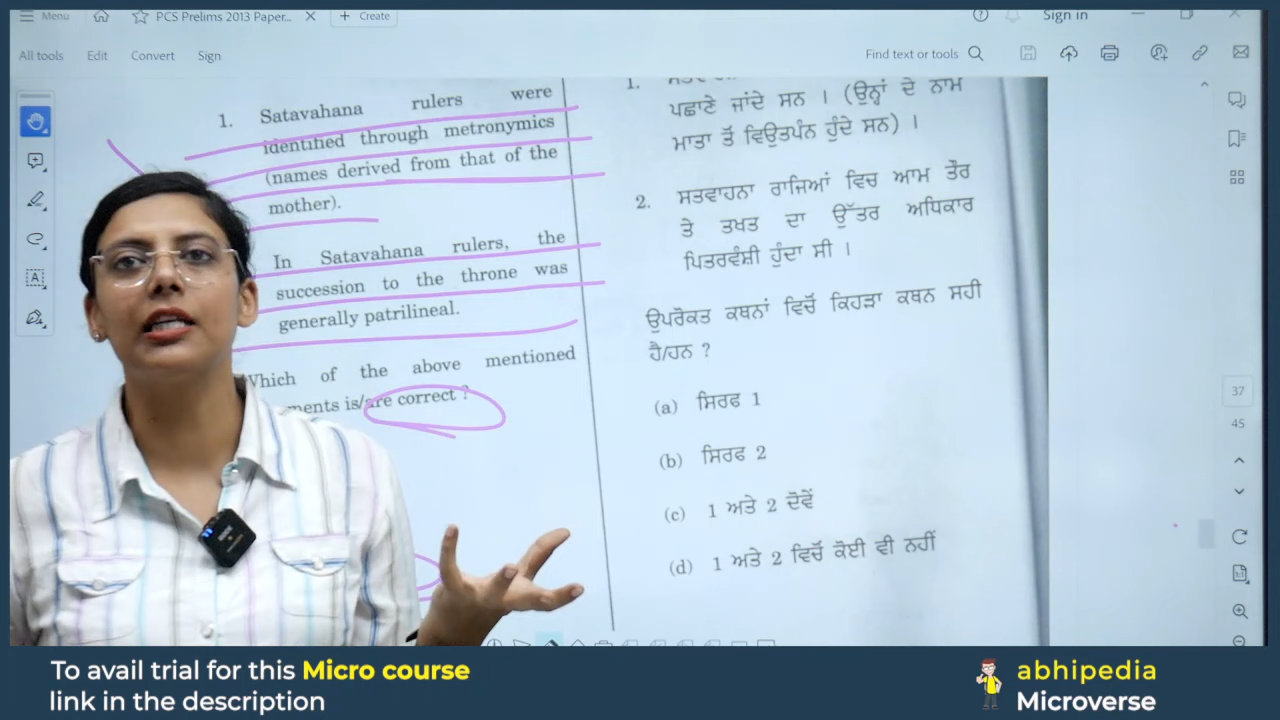 Menu
PCS Prelims 2013 Paper...
+ Create
Sign in
All tools
Edit
Convert
Sign
Find text or tools
1. Satavahana rulers were
identified through metronymics
(names derived from that of the
mother).
In Satavahana rulers, the
succession to the throne was
generally patrilineal.
Which of the above mentioned
ments is/are correct ?
1.
ਪਛਾਣੇ ਜਾਂਦੇ ਸਨ । (ਉਨ੍ਹਾਂ ਦੇ ਨਾਮ
ਮਾਤਾ ਤੋਂ ਵਿਉਤਪੰਨ ਹੁੰਦੇ ਸਨ) ।
2. ਸਤਵਾਹਨਾ ਰਾਜਿਆਂ ਵਿਚ ਆਮ ਤੌਰ
ਤੇ ਤਖਤ ਦਾ ਉੱਤਰ ਅਧਿਕਾਰ
ਪਿਤਰਵੰਸ਼ੀ ਹੁੰਦਾ ਸੀ ।
ਉਪਰੋਕਤ ਕਥਨਾਂ ਵਿਚੋਂ ਕਿਹੜਾ ਕਥਨ ਸਹੀ
ਹੈ/ਹਨ ?
(a) ਸਿਰਫ 1
(b) ਸਿਰਫ 2
(c) 1 ਅਤੇ 2 ਦੋਵੇਂ
(d) 1 ਅਤੇ 2 ਵਿਚੋਂ ਕੋਈ ਵੀ ਨਹੀਂ
37
45
To avail trial for this Micro course
link in the description
abhipedia
Microverse